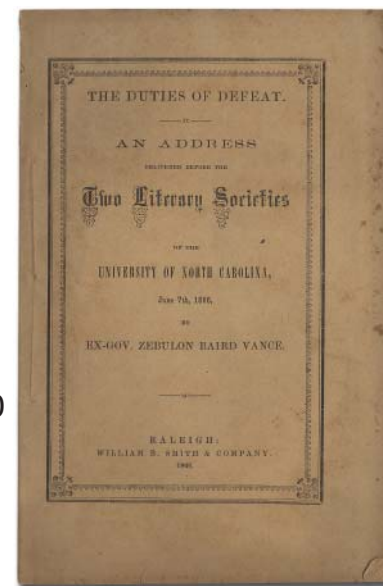 THE DUTIES OF DEFEAT.
AN ADDRESS
DELIVERED BEFORE THE
Two Literary Societies
OF THE
UNIVERSITY OF NORTH CAROLINA,
June 7th, 1866,
BY
EX-GOV. ZEBULON BAIRD VANCE.
RALEIGH:
WILLIAM B. SMITH & COMPANY.
1866.